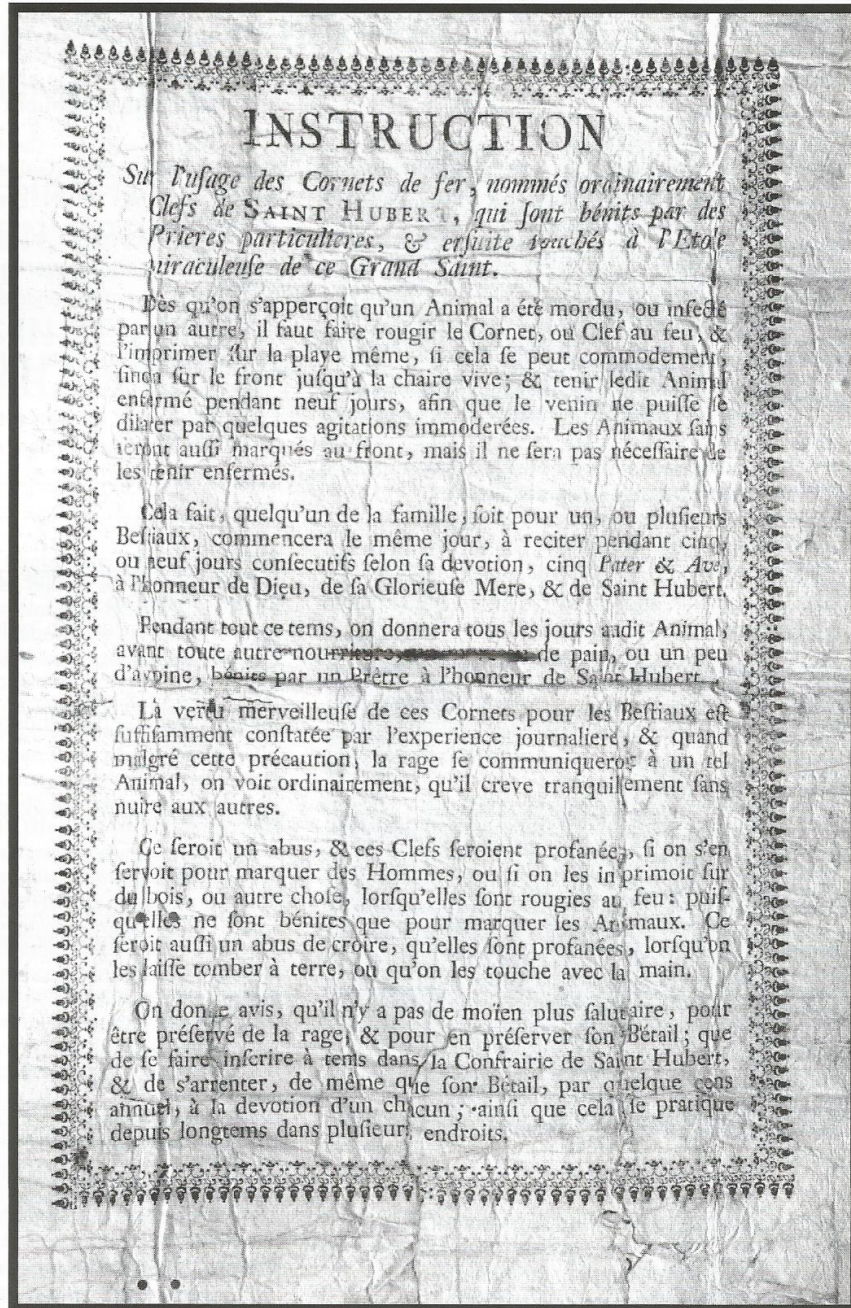 INSTRUCTION
Sur l'uſage des Cornets de fer, nommés ordinairement
Clefs de SAINT HUBERT, qui ſont bénits par des
Prieres particulieres, & enſuite touchés à l'Etole
miraculeuſe de ce Grand Saint.
Dès qu'on s'apperçoit qu'un Animal a été mordu, ou infecté
par un autre, il faut faire rougir le Cornet, ou Clef au feu, &
l'imprimer ſur la playe même, ſi cela ſe peut commodement,
ſinon ſur le front juſqu'à la chaire vive; & tenir ledit Animal
enfermé pendant neuf jours, afin que le venin ne puiſſe ſe
dilater par quelques agitations immoderées. Les Animaux ſains
ſeront auſſi marqués au front, mais il ne ſera pas néceſſaire de
les tenir enfermés.
Cela fait, quelqu'un de la famille, ſoit pour un, ou pluſieurs
Beſtiaux, commencera le même jour, à reciter pendant cinq,
ou neuf jours conſecutifs ſelon ſa devotion, cinq Pater & Ave,
à l'honneur de Dieu, de ſa Glorieuſe Mere, & de Saint Hubert.
Pendant tout ce tems, on donnera tous les jours audit Animal,
avant toute autre nourriture, de pain, ou un peu
d'avoine, bénits par un Prêtre à l'honneur de Saint Hubert.
La vertu merveilleuſe de ces Cornets pour les Beſtiaux eſt
ſuffiſamment conſtatée par l'experience journaliere, & quand
malgré cette précaution, la rage ſe communiqueroit à un tel
Animal, on voit ordinairement, qu'il creve tranquillement ſans
nuire aux autres.
Ce ſeroit un abus, & ces Clefs ſeroient profanées, ſi on s'en
ſervoit pour marquer des Hommes, ou ſi on les imprimoit ſur
du bois, ou autre choſe, lorſqu'elles ſont rougies au feu: puiſ-
qu'elles ne ſont bénites que pour marquer les Animaux. Ce
ſeroit auſſi un abus de croire, qu'elles ſont profanées, lorſqu'on
les laiſſe tomber à terre, ou qu'on les touche avec la main.
On donne avis, qu'il n'y a pas de moïen plus ſalutaire, pour
être préſervé de la rage, & pour en préſerver ſon Bétail; que
de ſe faire inſcrire à tems dans la Confrairie de Saint Hubert,
& de s'arrenter, de même que ſon Bétail, par quelque cens
annuel, à la devotion d'un chacun; ainſi que cela ſe pratique
depuis longtems dans pluſieurs endroits.